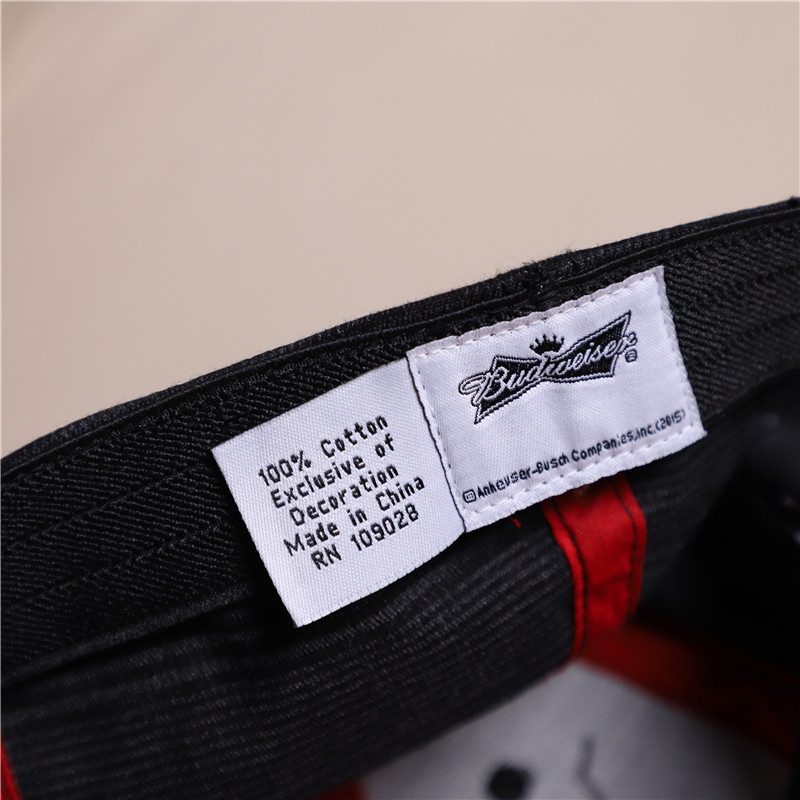 100% Cotton
Exclusive of
Decoration
Made in China
RN 109028
Budweiser®
©Anheuser-Busch Companies,Inc.(2015)